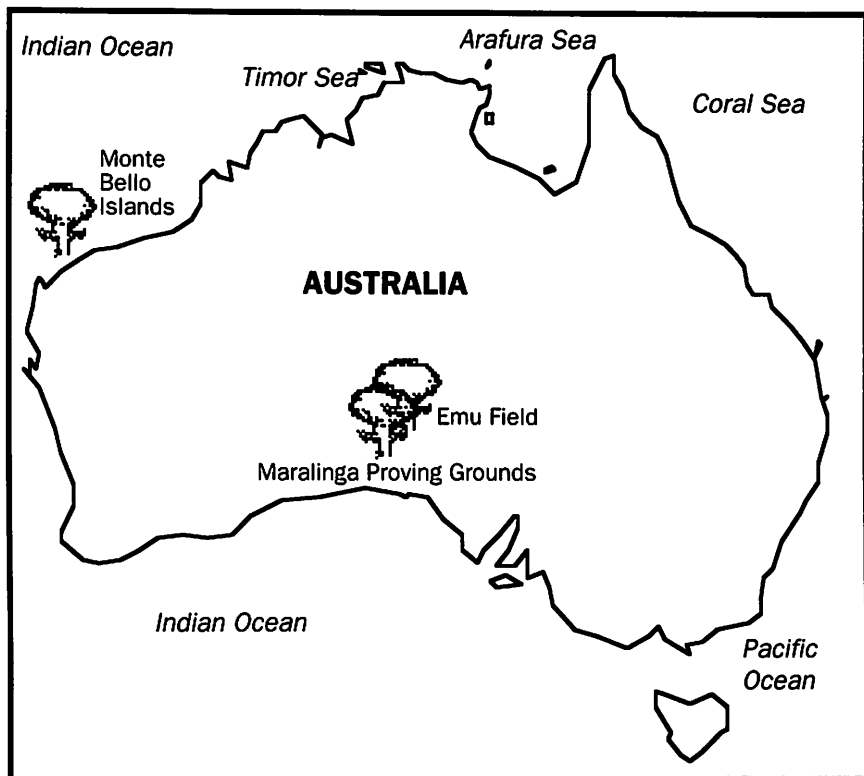 Indian Ocean
Arafura Sea
Timor Sea
Coral Sea
Monte
Bello
Islands
AUSTRALIA
Emu Field
Maralinga Proving Grounds
Indian Ocean
Pacific
Ocean